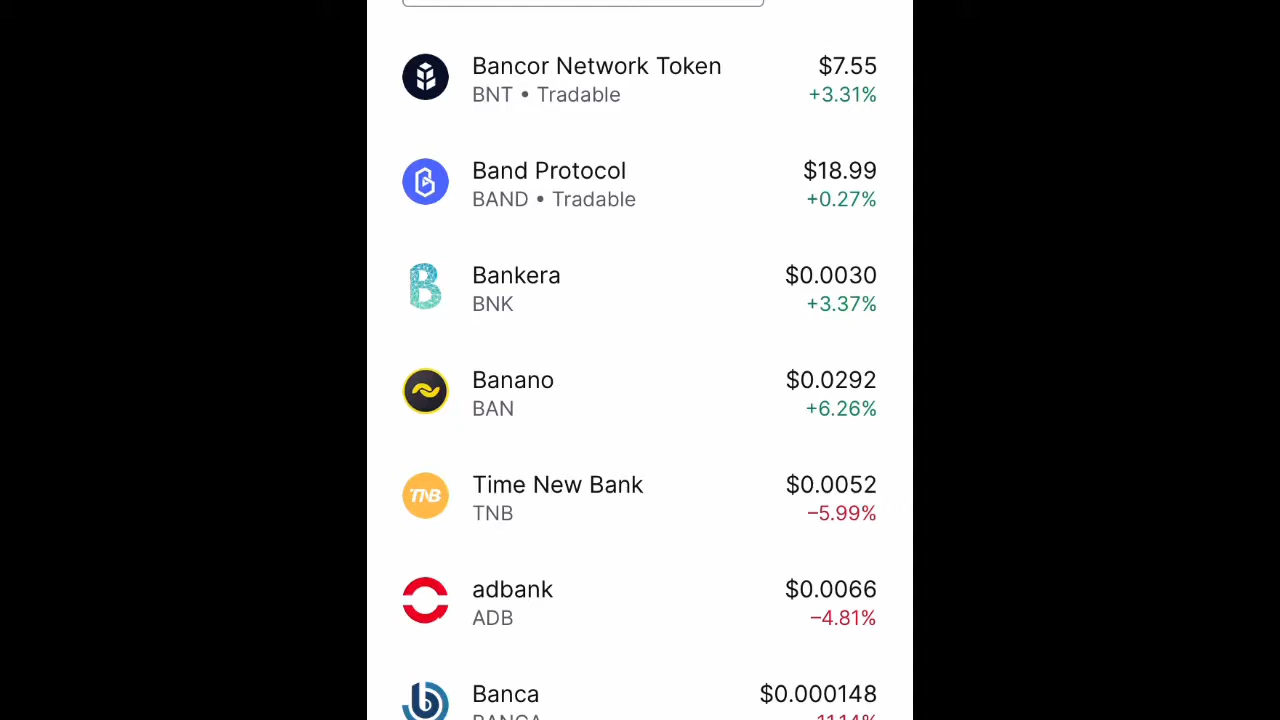 Bancor Network Token $7.55
BNT • Tradable +3.31%
Band Protocol $18.99
BAND • Tradable +0.27%
Bankera $0.0030
BNK +3.37%
Banano $0.0292
BAN +6.26%
TNB Time New Bank $0.0052
TNB –5.99%
adbank $0.0066
ADB –4.81%
Banca $0.000148